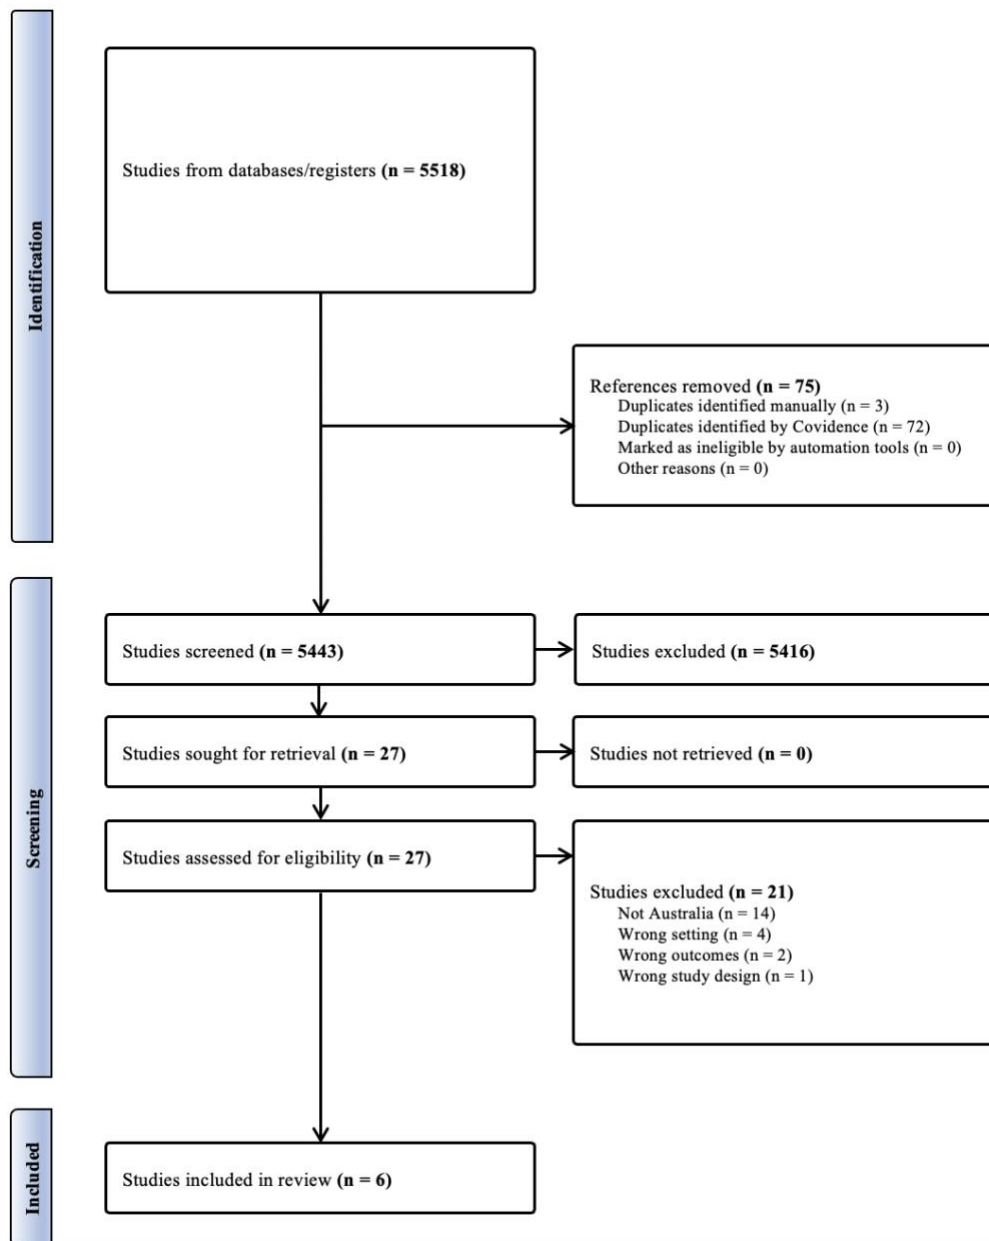 Identification
Studies from databases/registers (n = 5518)
References removed (n = 75)
Duplicates identified manually (n = 3)
Duplicates identified by Covidence (n = 72)
Marked as ineligible by automation tools (n = 0)
Other reasons (n = 0)
Screening
Studies screened (n = 5443)
Studies excluded (n = 5416)
Studies sought for retrieval (n = 27)
Studies not retrieved (n = 0)
Studies assessed for eligibility (n = 27)
Studies excluded (n = 21)
Not Australia (n = 14)
Wrong setting (n = 4)
Wrong outcomes (n = 2)
Wrong study design (n = 1)
Included
Studies included in review (n = 6)